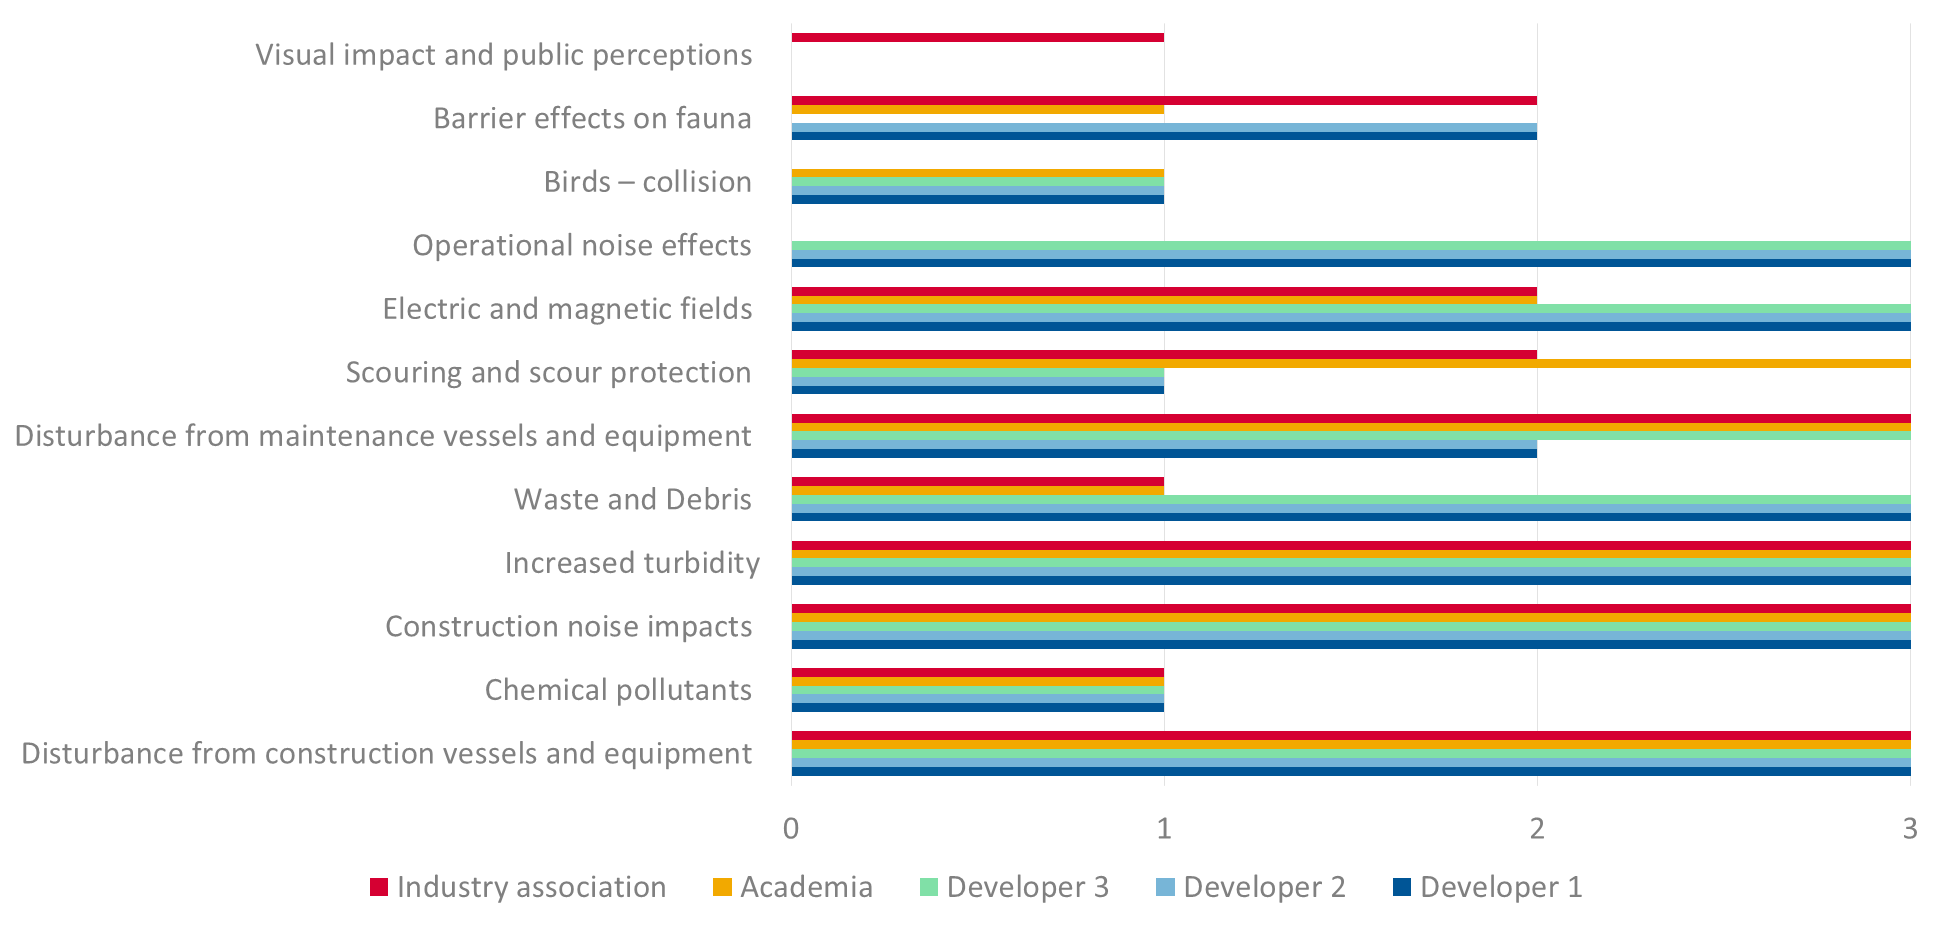 Visual impact and public perceptions
Barrier effects on fauna
Birds – collision
Operational noise effects
Electric and magnetic fields
Scouring and scour protection
Disturbance from maintenance vessels and equipment
Waste and Debris
Increased turbidity
Construction noise impacts
Chemical pollutants
Disturbance from construction vessels and equipment
0 1 2 3
Industry association Academia Developer 3 Developer 2 Developer 1